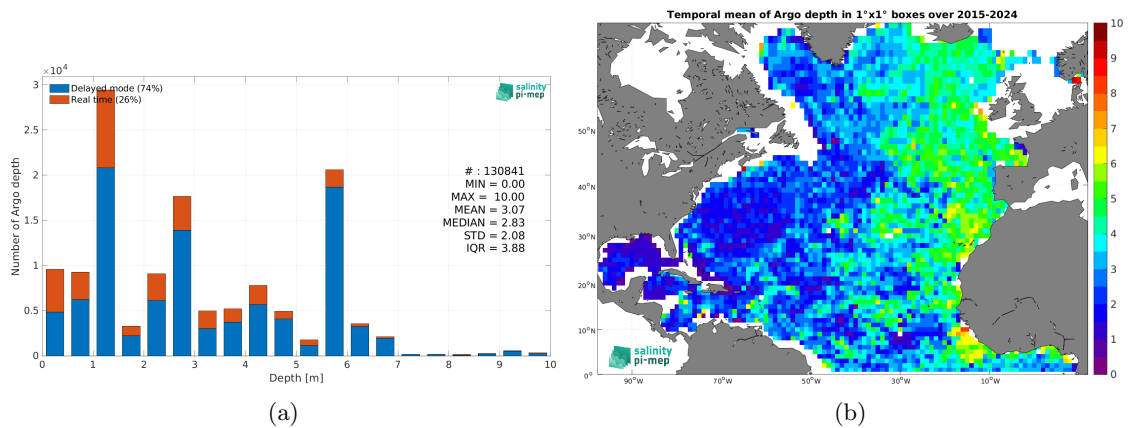 ×10⁴
Delayed mode (74%)
Real time (26%)
salinity
pi-mep
# : 130841
MIN = 0.00
MAX = 10.00
MEAN = 3.07
MEDIAN = 2.83
STD = 2.08
IQR = 3.88
Number of Argo depth
3
2.5
2
1.5
1
0.5
0
0 1 2 3 4 5 6 7 8 9 10
Depth [m]
(a)
Temporal mean of Argo depth in 1°x1° boxes over 2015-2024
50°N
40°N
30°N
20°N
10°N
0°
90°W 70°W 50°W 30°W 10°W
salinity
pi-mep
10
9
8
7
6
5
4
3
2
1
0
(b)